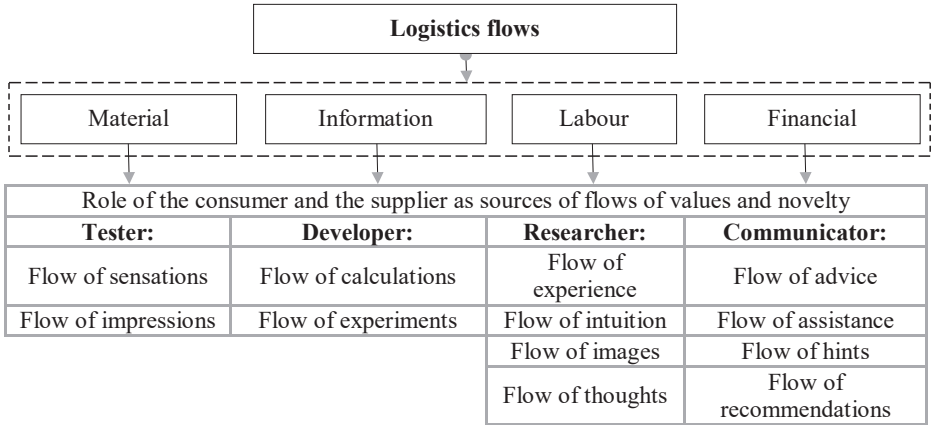 Logistics flows
Material
Information
Labour
Financial
Role of the consumer and the supplier as sources of flows of values and novelty
Tester:
Developer:
Researcher:
Communicator:
Flow of sensations
Flow of calculations
Flow of
experience
Flow of advice
Flow of impressions
Flow of experiments
Flow of intuition
Flow of assistance
Flow of images
Flow of hints
Flow of thoughts
Flow of
recommendations